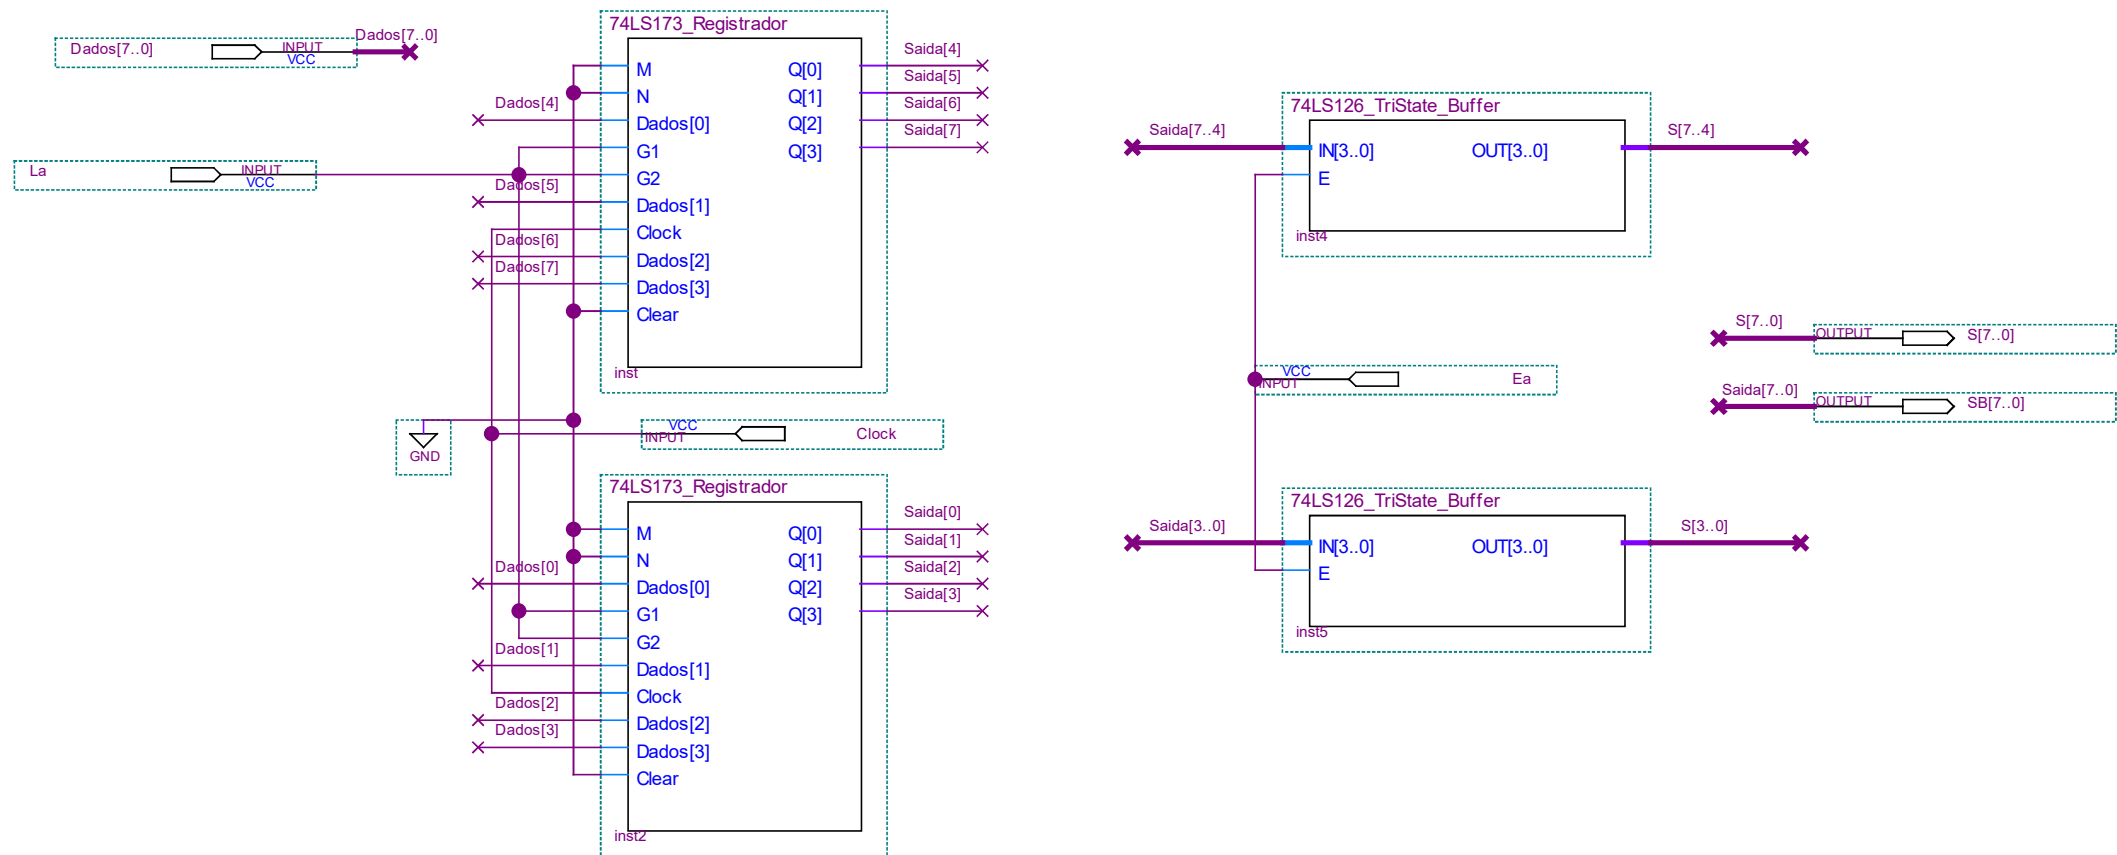 Dados[7..0] INPUT VCC Dados[7..0]
La INPUT VCC
74LS173_Registrador
M Q[0] Saida[4]
N Q[1] Saida[5]
Dados[4] Dados[0] Q[2] Saida[6]
G1 Q[3] Saida[7]
G2
Dados[5] Dados[1]
Clock
Dados[6] Dados[2]
Dados[7] Dados[3]
Clear
inst
GND
VCC INPUT Clock
74LS173_Registrador
M Q[0] Saida[0]
N Q[1] Saida[1]
Dados[0] Dados[0] Q[2] Saida[2]
G1 Q[3] Saida[3]
G2
Dados[1] Dados[1]
Clock
Dados[2] Dados[2]
Dados[3] Dados[3]
Clear
inst2
74LS126_TriState_Buffer
Saida[7..4] IN[3..0] OUT[3..0] S[7..4]
E
inst4
VCC INPUT Ea
74LS126_TriState_Buffer
Saida[3..0] IN[3..0] OUT[3..0] S[3..0]
E
inst5
S[7..0] OUTPUT S[7..0]
Saida[7..0] OUTPUT SB[7..0]